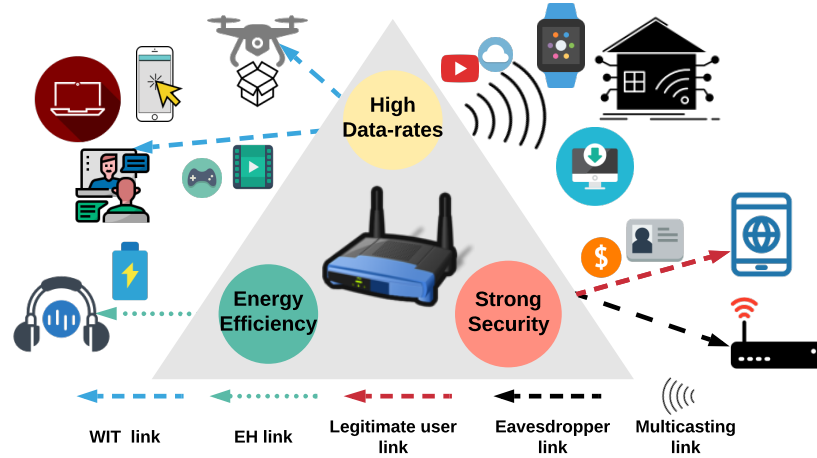 High
Data-rates
$
Energy
Efficiency
Strong
Security
WIT link
EH link
Legitimate user
link
Eavesdropper
link
Multicasting
link